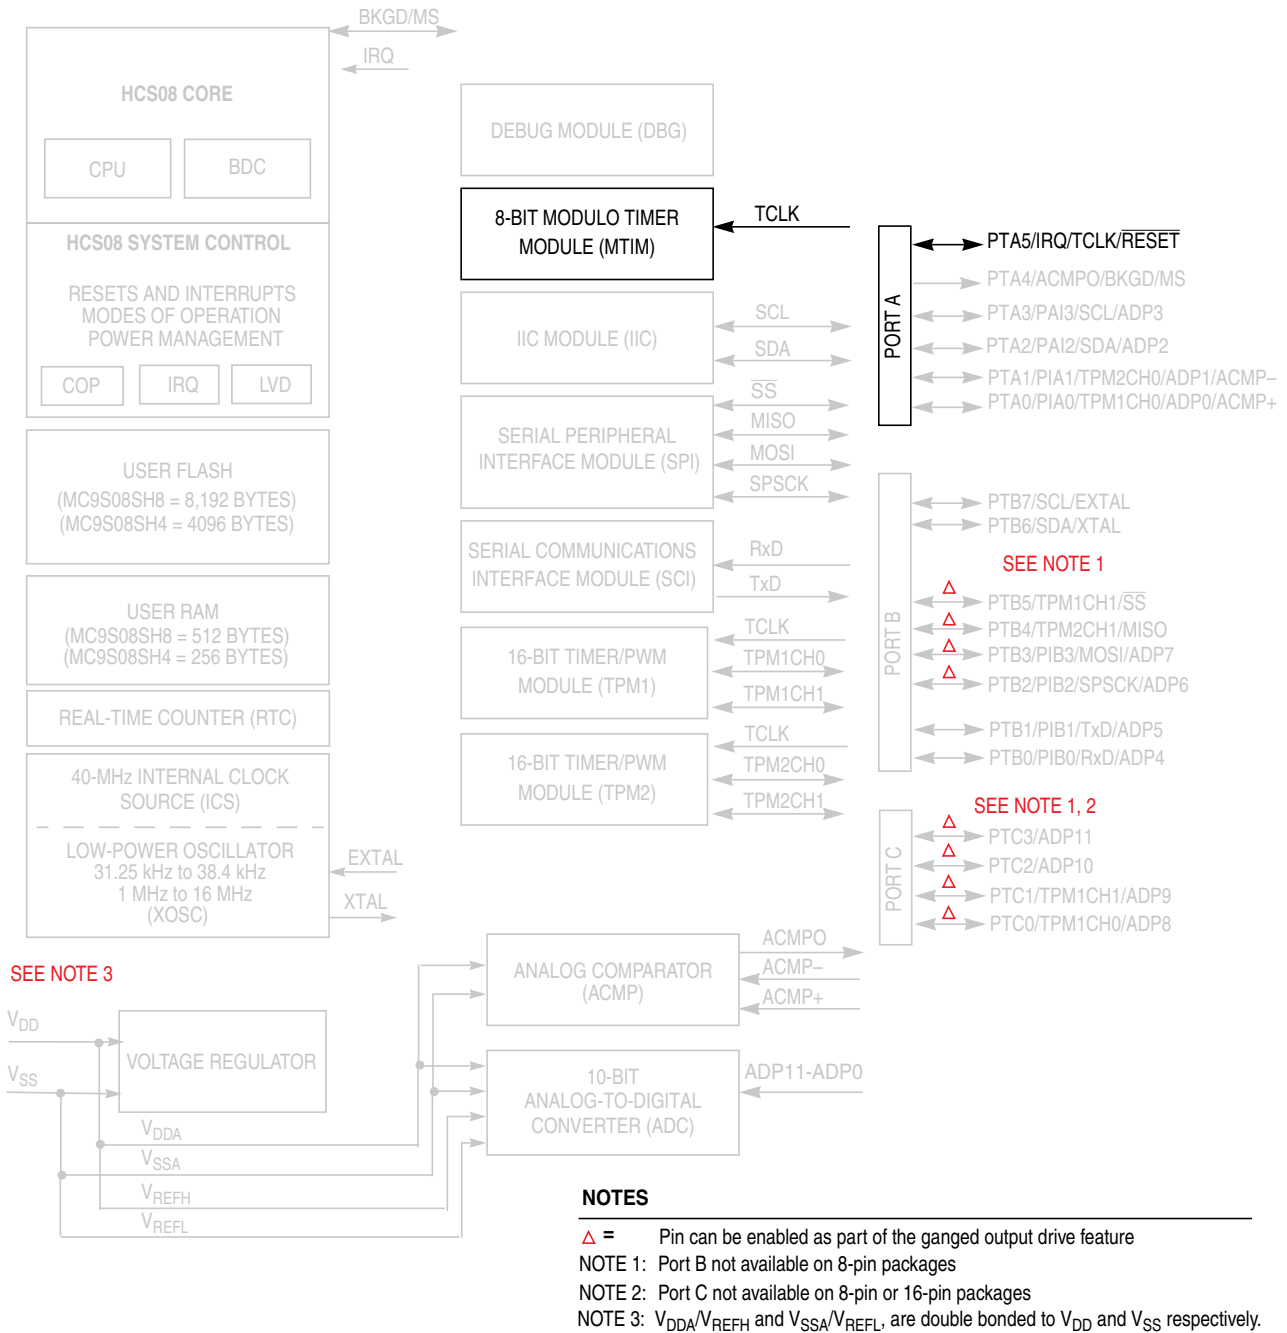 BKGD/MS
IRQ
HCS08 CORE
CPU
BDC
HCS08 SYSTEM CONTROL
RESETS AND INTERRUPTS
MODES OF OPERATION
POWER MANAGEMENT
COP
IRQ
LVD
USER FLASH
(MC9S08SH8 = 8,192 BYTES)
(MC9S08SH4 = 4096 BYTES)
USER RAM
(MC9S08SH8 = 512 BYTES)
(MC9S08SH4 = 256 BYTES)
REAL-TIME COUNTER (RTC)
40-MHz INTERNAL CLOCK
SOURCE (ICS)
LOW-POWER OSCILLATOR
31.25 kHz to 38.4 kHz
1 MHz to 16 MHz
(XOSC)
EXTAL
XTAL
SEE NOTE 3
VDD
VSS
VOLTAGE REGULATOR
VDDA
VSSA
VREFH
VREFL
DEBUG MODULE (DBG)
8-BIT MODULO TIMER
MODULE (MTIM)
TCLK
IIC MODULE (IIC)
SCL
SDA
SERIAL PERIPHERAL
INTERFACE MODULE (SPI)
SS
MISO
MOSI
SPSCK
SERIAL COMMUNICATIONS
INTERFACE MODULE (SCI)
RxD
TxD
16-BIT TIMER/PWM
MODULE (TPM1)
TCLK
TPM1CH0
TPM1CH1
16-BIT TIMER/PWM
MODULE (TPM2)
TCLK
TPM2CH0
TPM2CH1
ANALOG COMPARATOR
(ACMP)
ACMPO
ACMP–
ACMP+
10-BIT
ANALOG-TO-DIGITAL
CONVERTER (ADC)
ADP11-ADP0
PORT A
PTA5/IRQ/TCLK/RESET
PTA4/ACMPO/BKGD/MS
PTA3/PAI3/SCL/ADP3
PTA2/PAI2/SDA/ADP2
PTA1/PIA1/TPM2CH0/ADP1/ACMP–
PTA0/PIA0/TPM1CH0/ADP0/ACMP+
PORT B
PTB7/SCL/EXTAL
PTB6/SDA/XTAL
SEE NOTE 1
PTB5/TPM1CH1/SS
PTB4/TPM2CH1/MISO
PTB3/PIB3/MOSI/ADP7
PTB2/PIB2/SPSCK/ADP6
PTB1/PIB1/TxD/ADP5
PTB0/PIB0/RxD/ADP4
SEE NOTE 1, 2
PORT C
PTC3/ADP11
PTC2/ADP10
PTC1/TPM1CH1/ADP9
PTC0/TPM1CH0/ADP8
NOTES
△ = Pin can be enabled as part of the ganged output drive feature
NOTE 1: Port B not available on 8-pin packages
NOTE 2: Port C not available on 8-pin or 16-pin packages
NOTE 3: VDDA/VREFH and VSSA/VREFL, are double bonded to VDD and VSS respectively.